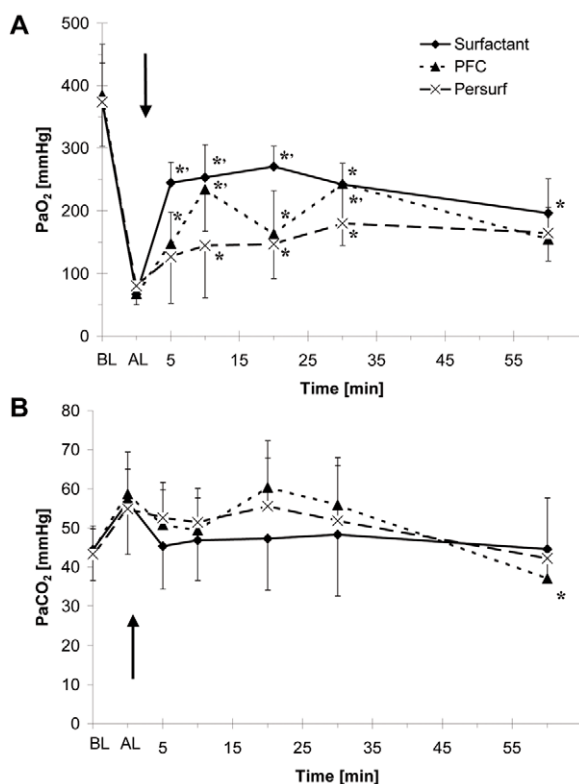 A
500
400
300
200
100
0
PaO2 [mmHg]
Surfactant
PFC
Persurf
*,
*,
*,
*
*,
*
*,
*
*
*
*
*
*
BL AL 5 15 25 35 45 55
Time [min]
B
80
70
60
50
40
30
20
10
0
PaCO2 [mmHg]
*
BL AL 5 15 25 35 45 55
Time [min]